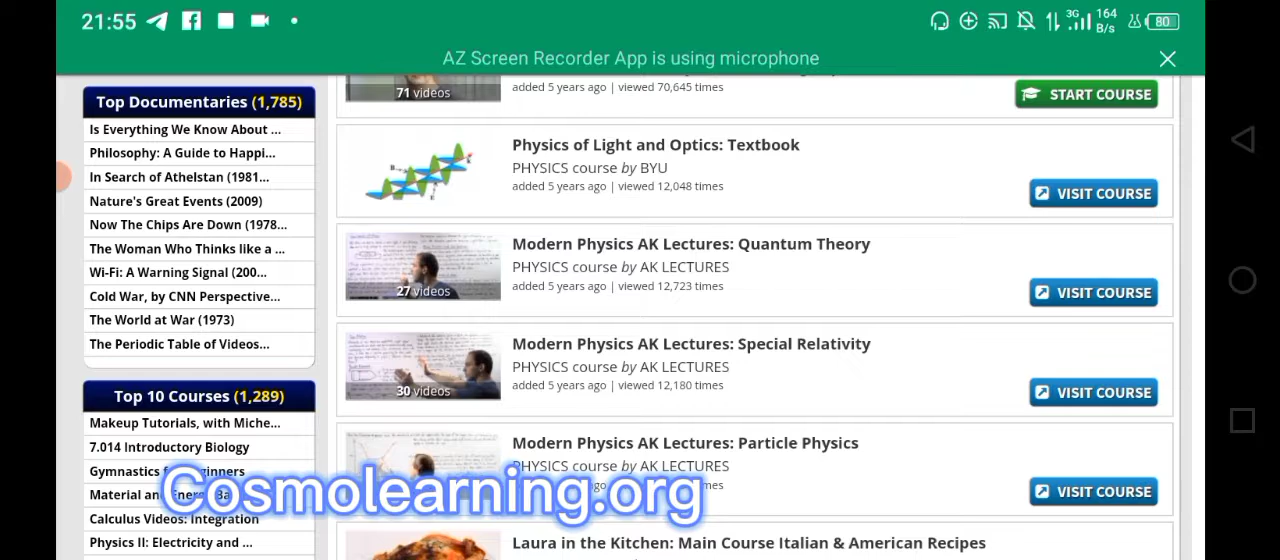 21:55
3G
164
B/s
80
AZ Screen Recorder App is using microphone
Top Documentaries (1,785)
Is Everything We Know About ...
Philosophy: A Guide to Happi...
In Search of Athelstan (1981...
Nature's Great Events (2009)
Now The Chips Are Down (1978...
The Woman Who Thinks like a ...
Wi-Fi: A Warning Signal (200...
Cold War, by CNN Perspective...
The World at War (1973)
The Periodic Table of Videos...
Top 10 Courses (1,289)
Makeup Tutorials, with Miche...
7.014 Introductory Biology
Gymnastics
Material
Calculus Videos: Integration
Physics II: Electricity and ...
71 videos
added 5 years ago | viewed 70,645 times
START COURSE
Physics of Light and Optics: Textbook
PHYSICS course by BYU
added 5 years ago | viewed 12,048 times
VISIT COURSE
27 videos
Modern Physics AK Lectures: Quantum Theory
PHYSICS course by AK LECTURES
added 5 years ago | viewed 12,723 times
VISIT COURSE
30 videos
Modern Physics AK Lectures: Special Relativity
PHYSICS course by AK LECTURES
added 5 years ago | viewed 12,180 times
VISIT COURSE
Modern Physics AK Lectures: Particle Physics
PHYSICS course by AK LECTURES
times
VISIT COURSE
Cosmolearning.org
Laura in the Kitchen: Main Course Italian & American Recipes